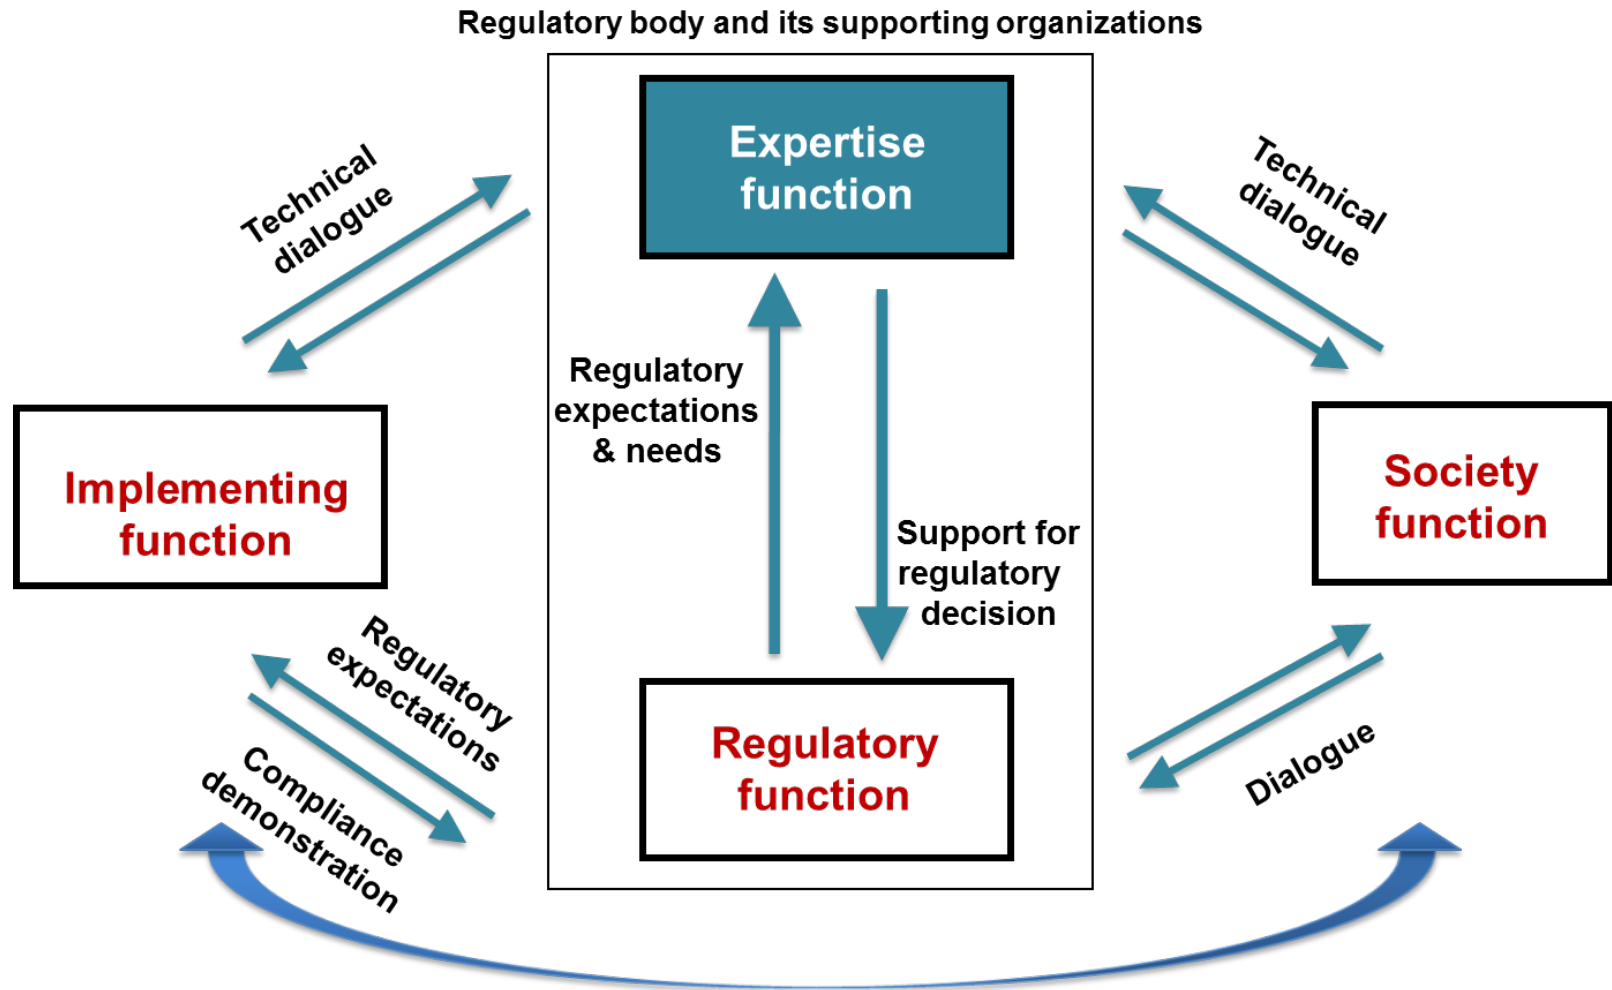 Regulatory body and its supporting organizations
Expertise
function
Technical
dialogue
Technical
dialogue
Regulatory
expectations
& needs
Support for
regulatory
decision
Implementing
function
Society
function
Regulatory
expectations
Compliance
demonstration
Regulatory
function
Dialogue